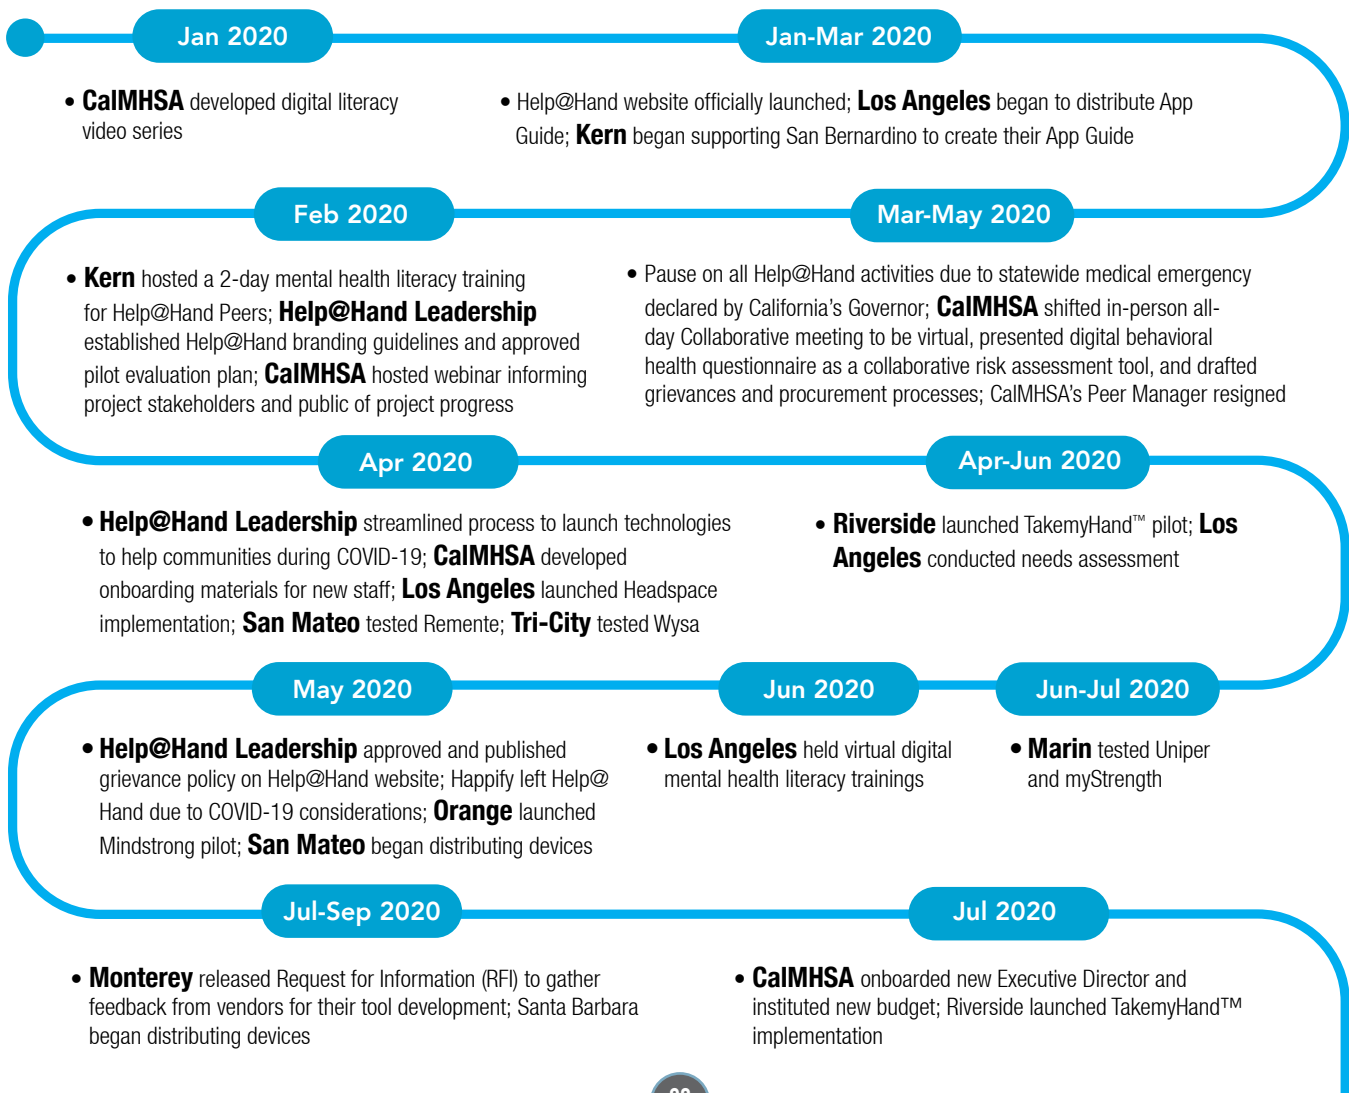 Jan 2020
Jan-Mar 2020
• CalMHSA developed digital literacy
video series
• Help@Hand website officially launched; Los Angeles began to distribute App
Guide; Kern began supporting San Bernardino to create their App Guide
Feb 2020
Mar-May 2020
• Kern hosted a 2-day mental health literacy training
for Help@Hand Peers; Help@Hand Leadership
established Help@Hand branding guidelines and approved
pilot evaluation plan; CalMHSA hosted webinar informing
project stakeholders and public of project progress
• Pause on all Help@Hand activities due to statewide medical emergency
declared by California's Governor; CalMHSA shifted in-person all-
day Collaborative meeting to be virtual, presented digital behavioral
health questionnaire as a collaborative risk assessment tool, and drafted
grievances and procurement processes; CalMHSA's Peer Manager resigned
Apr 2020
Apr-Jun 2020
• Help@Hand Leadership streamlined process to launch technologies
to help communities during COVID-19; CalMHSA developed
onboarding materials for new staff; Los Angeles launched Headspace
implementation; San Mateo tested Remente; Tri-City tested Wysa
• Riverside launched TakemyHand™ pilot; Los
Angeles conducted needs assessment
May 2020
Jun 2020
Jun-Jul 2020
• Help@Hand Leadership approved and published
grievance policy on Help@Hand website; Happify left Help@
Hand due to COVID-19 considerations; Orange launched
Mindstrong pilot; San Mateo began distributing devices
• Los Angeles held virtual digital
mental health literacy trainings
• Marin tested Uniper
and myStrength
Jul-Sep 2020
Jul 2020
• Monterey released Request for Information (RFI) to gather
feedback from vendors for their tool development; Santa Barbara
began distributing devices
• CalMHSA onboarded new Executive Director and
instituted new budget; Riverside launched TakemyHand™
implementation